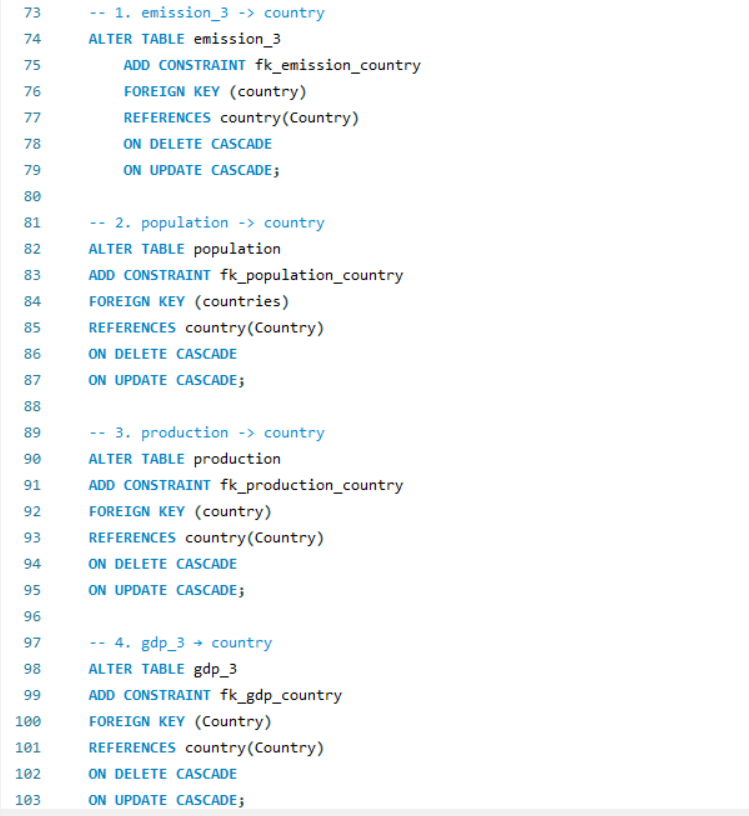 73 -- 1. emission_3 -> country
74 ALTER TABLE emission_3
75 ADD CONSTRAINT fk_emission_country
76 FOREIGN KEY (country)
77 REFERENCES country(Country)
78 ON DELETE CASCADE
79 ON UPDATE CASCADE;
80
81 -- 2. population -> country
82 ALTER TABLE population
83 ADD CONSTRAINT fk_population_country
84 FOREIGN KEY (countries)
85 REFERENCES country(Country)
86 ON DELETE CASCADE
87 ON UPDATE CASCADE;
88
89 -- 3. production -> country
90 ALTER TABLE production
91 ADD CONSTRAINT fk_production_country
92 FOREIGN KEY (country)
93 REFERENCES country(Country)
94 ON DELETE CASCADE
95 ON UPDATE CASCADE;
96
97 -- 4. gdp_3 → country
98 ALTER TABLE gdp_3
99 ADD CONSTRAINT fk_gdp_country
100 FOREIGN KEY (Country)
101 REFERENCES country(Country)
102 ON DELETE CASCADE
103 ON UPDATE CASCADE;